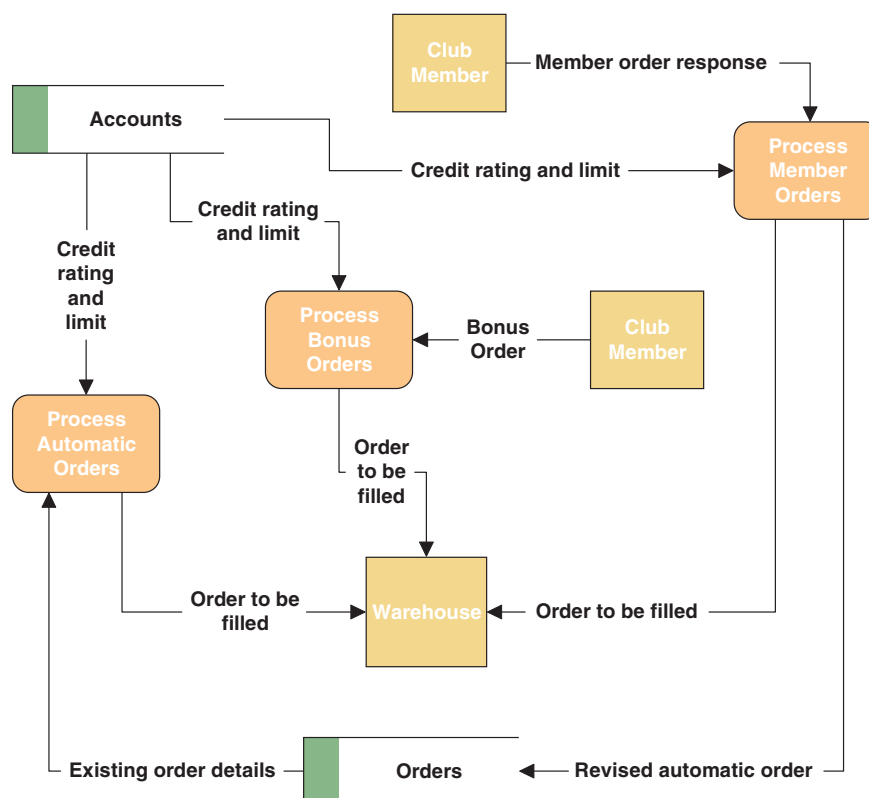 Club
Member
Member order response
Accounts
Process
Member
Orders
Credit rating and limit
Credit rating
and limit
Credit
rating
and
limit
Process
Bonus
Orders
Bonus
Order
Club
Member
Process
Automatic
Orders
Order
to be
filled
Order to be
filled
Warehouse
Order to be filled
Existing order details
Orders
Revised automatic order